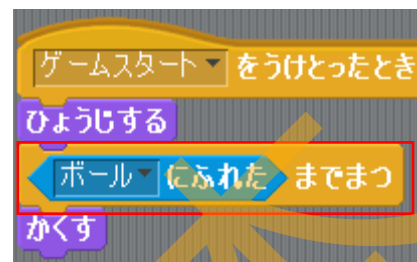 ゲームスタート をうけとったとき
ひょうじする
ボール にふれた までまつ
かくす